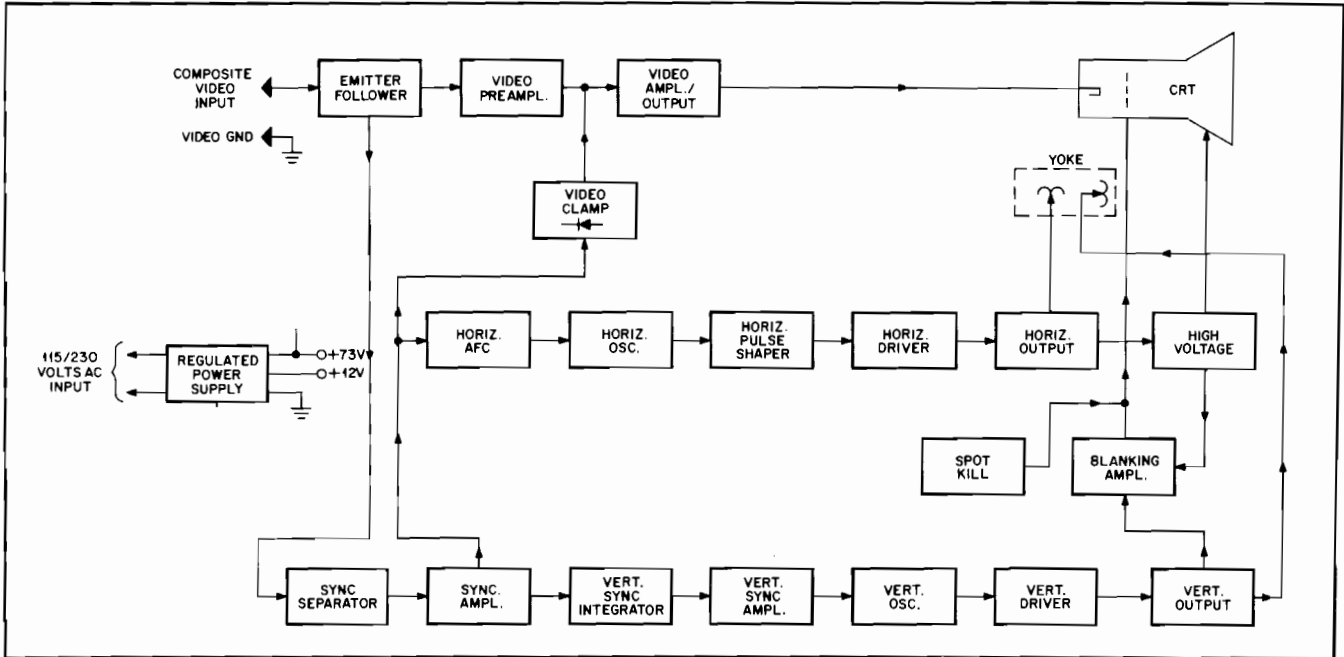 COMPOSITE
VIDEO
INPUT
EMITTER
FOLLOWER
VIDEO
PREAMPL.
VIDEO
AMPL./
OUTPUT
CRT
VIDEO GND
YOKE
VIDEO
CLAMP
115/230
VOLTS AC
INPUT
REGULATED
POWER
SUPPLY
+73V
+12V
HORIZ.
AFC
HORIZ.
OSC.
HORIZ.
PULSE
SHAPER
HORIZ.
DRIVER
HORIZ.
OUTPUT
HIGH
VOLTAGE
SPOT
KILL
BLANKING
AMPL.
SYNC
SEPARATOR
SYNC.
AMPL.
VERT.
SYNC
INTEGRATOR
VERT.
SYNC
AMPL.
VERT.
OSC.
VERT.
DRIVER
VERT.
OUTPUT